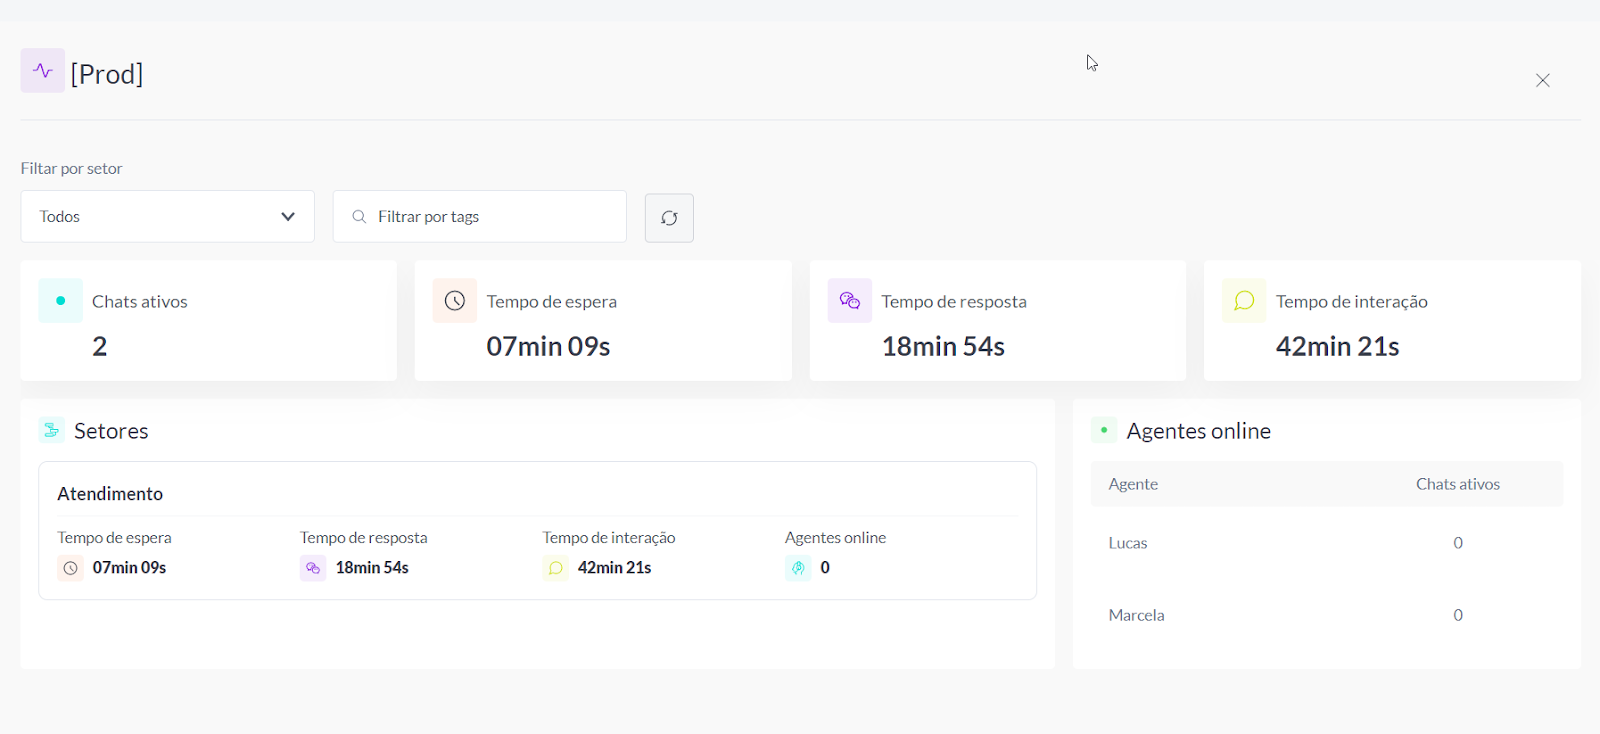 [Prod]
Filtar por setor
Todos
Filtrar por tags
Chats ativos
2
Tempo de espera
07min 09s
Tempo de resposta
18min 54s
Tempo de interação
42min 21s
Setores
Atendimento
Tempo de espera
07min 09s
Tempo de resposta
18min 54s
Tempo de interação
42min 21s
Agentes online
0
Agentes online
Agente Chats ativos
Lucas 0
Marcela 0